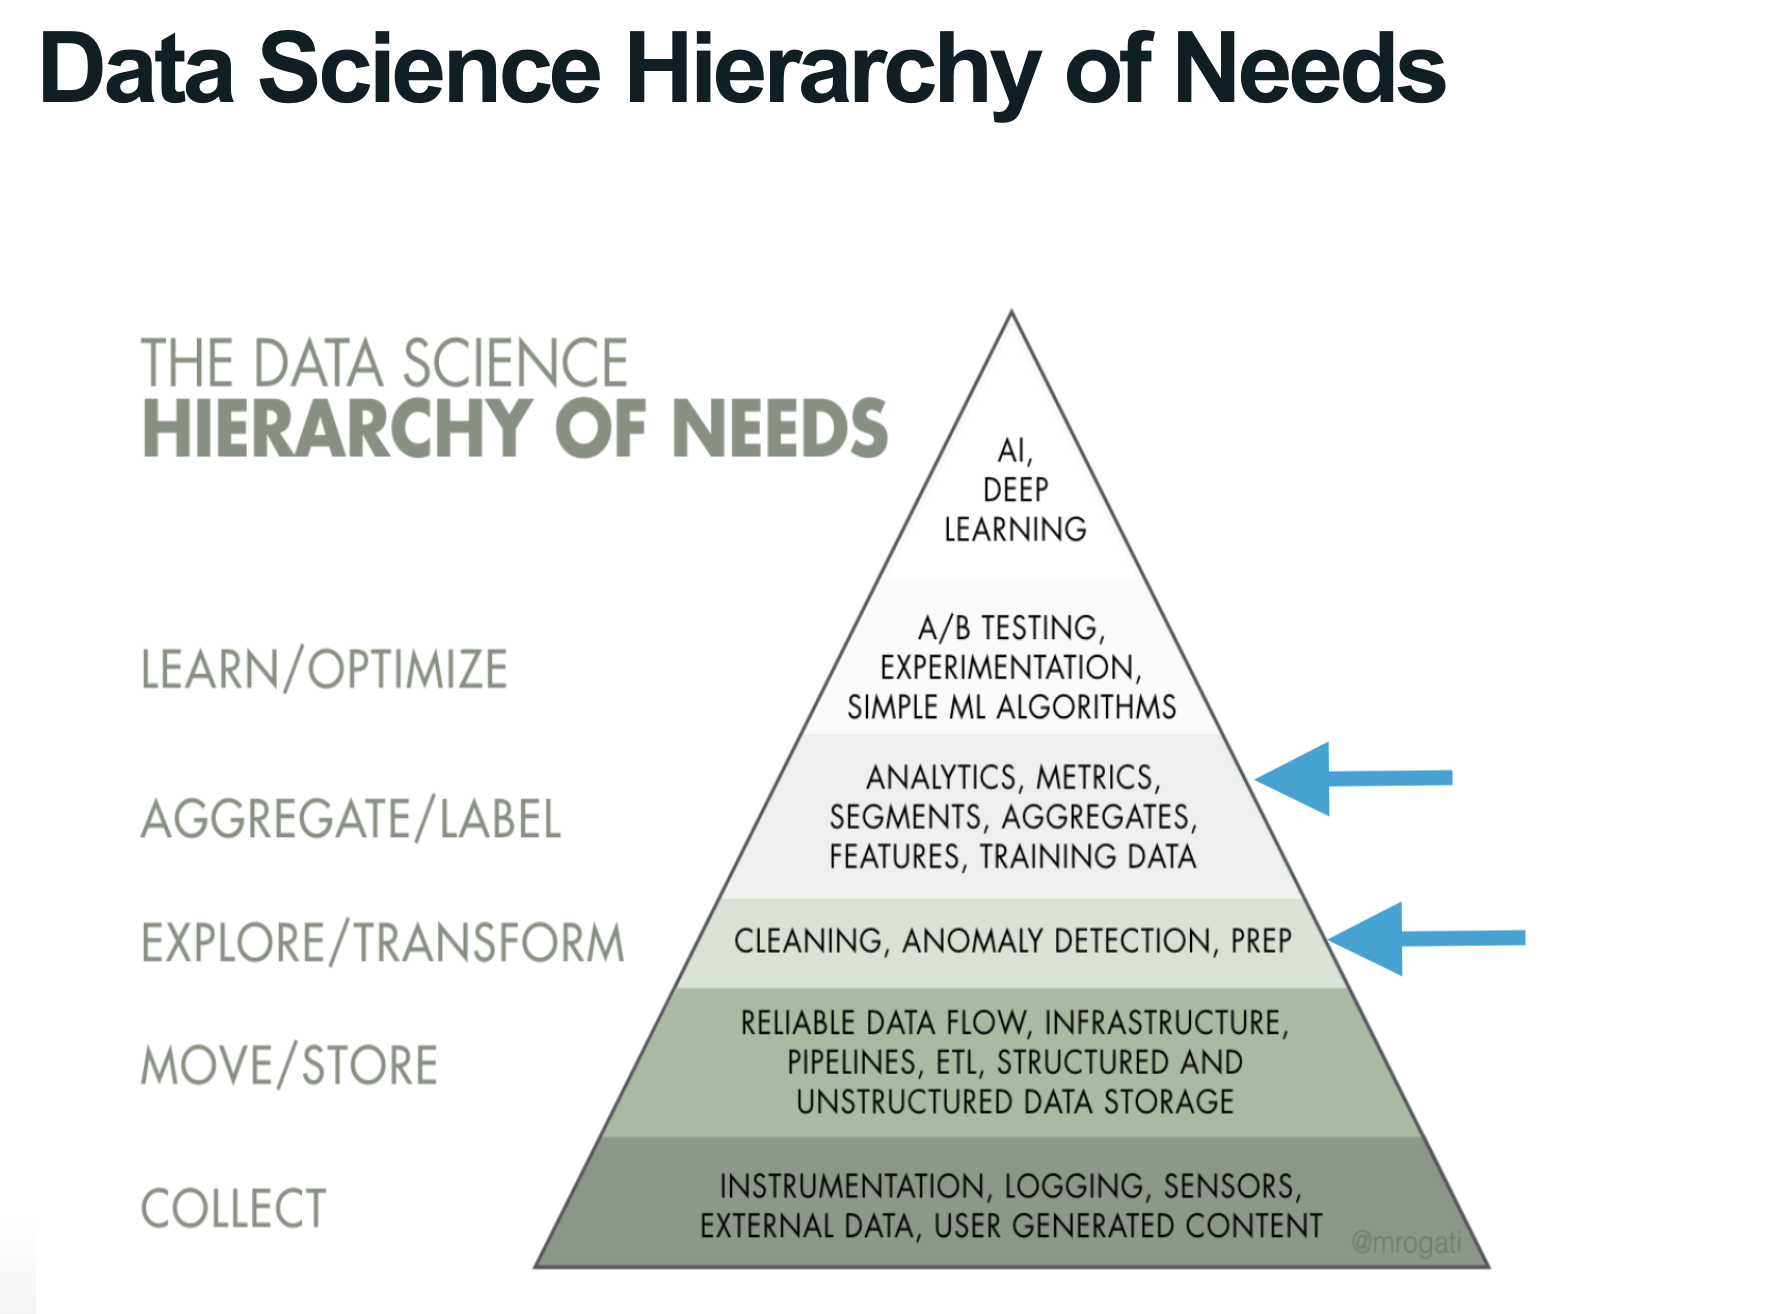 Data Science Hierarchy of Needs
THE DATA SCIENCE
HIERARCHY OF NEEDS
AI,
DEEP
LEARNING
LEARN/OPTIMIZE
A/B TESTING,
EXPERIMENTATION,
SIMPLE ML ALGORITHMS
AGGREGATE/LABEL
ANALYTICS, METRICS,
SEGMENTS, AGGREGATES,
FEATURES, TRAINING DATA
EXPLORE/TRANSFORM
CLEANING, ANOMALY DETECTION, PREP
MOVE/STORE
RELIABLE DATA FLOW, INFRASTRUCTURE,
PIPELINES, ETL, STRUCTURED AND
UNSTRUCTURED DATA STORAGE
COLLECT
INSTRUMENTATION, LOGGING, SENSORS,
EXTERNAL DATA, USER GENERATED CONTENT
@mrogati